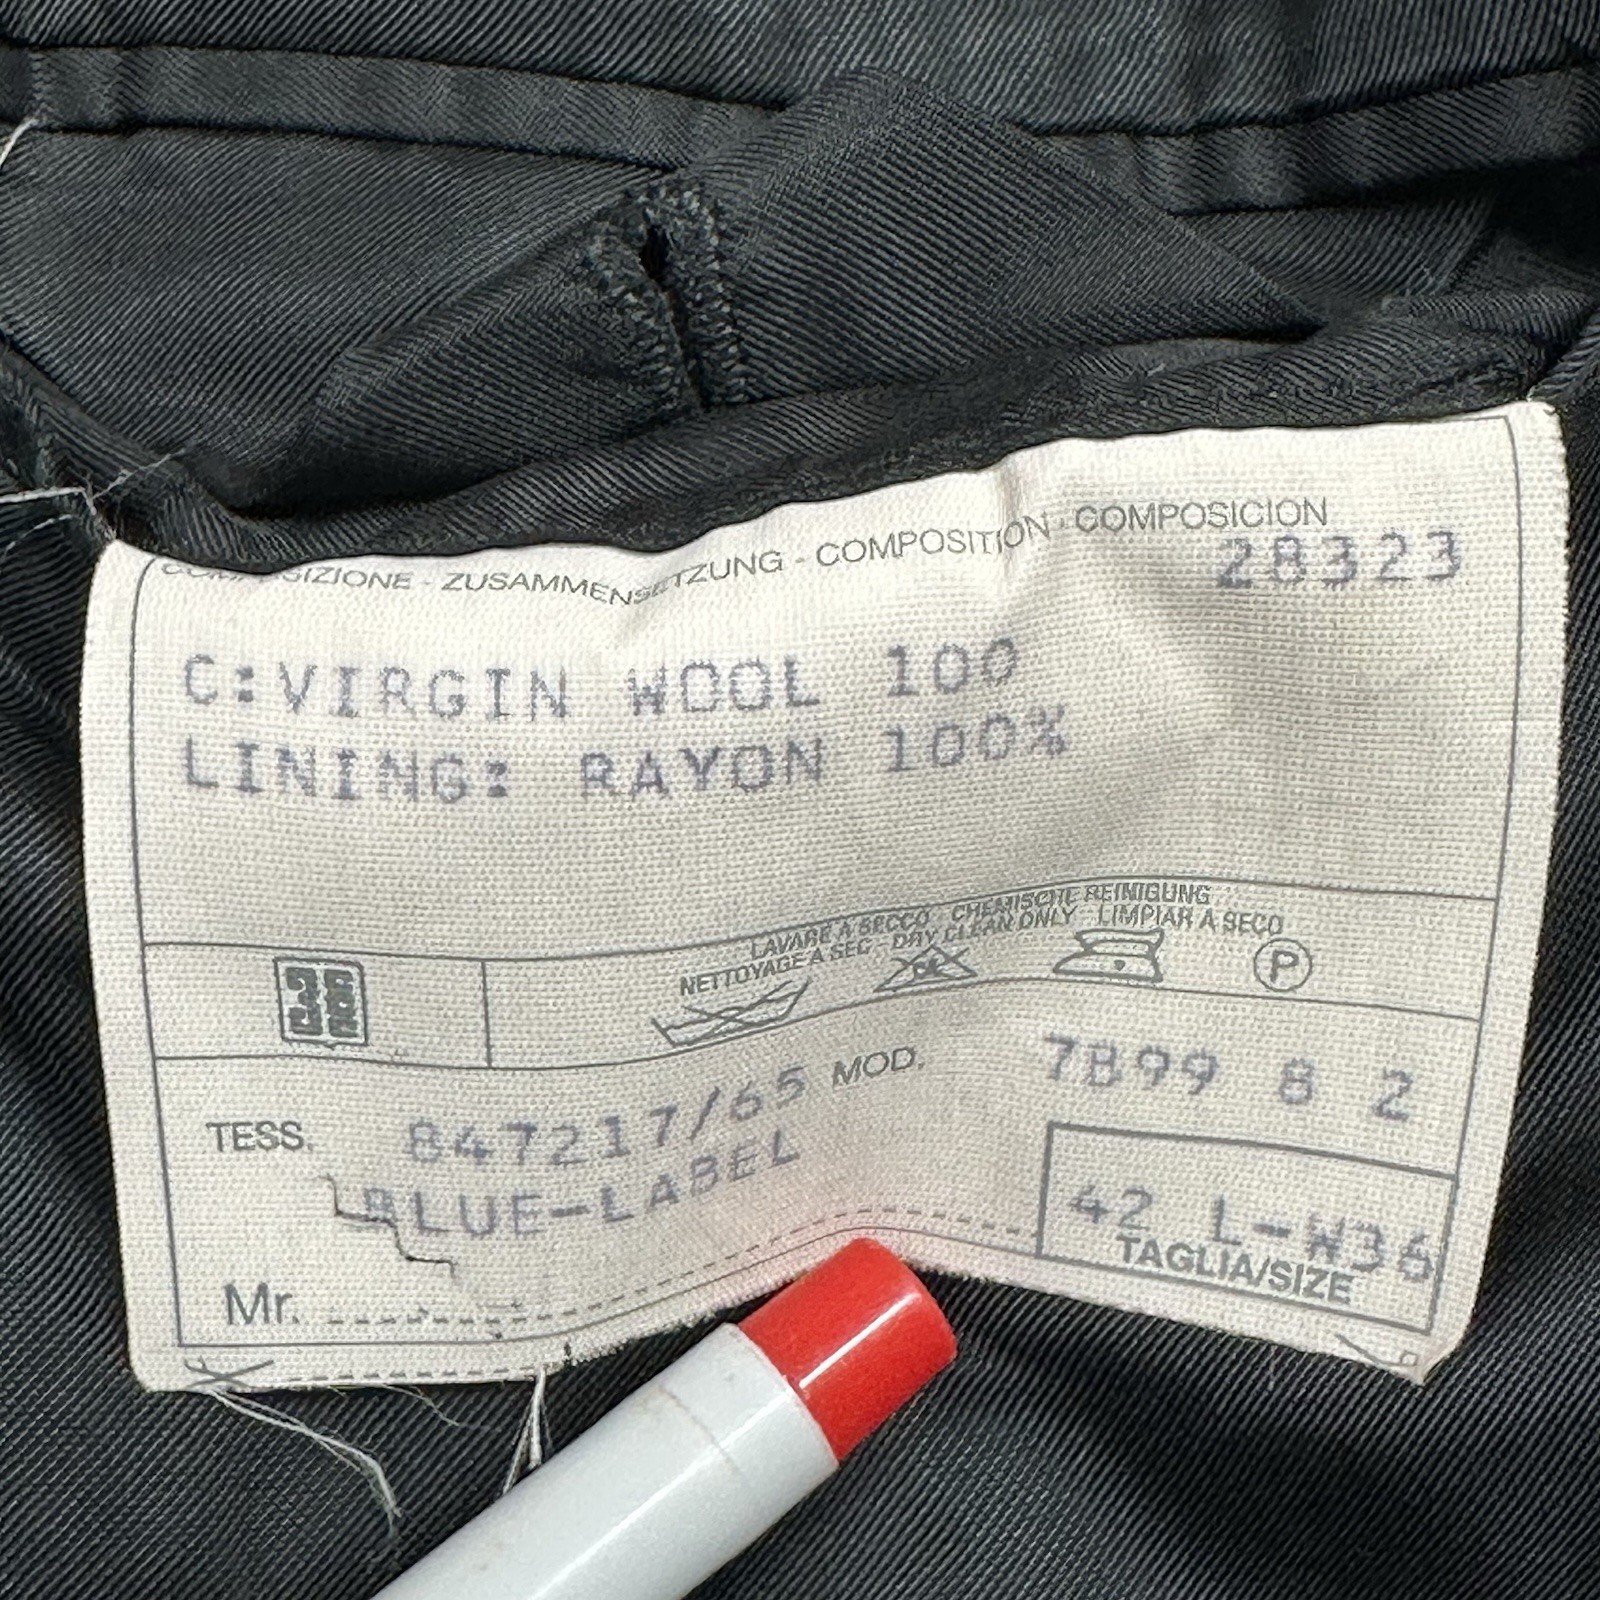 COMPOSIZIONE - ZUSAMMENSETZUNG - COMPOSITION - COMPOSICION
28323
C:VIRGIN WOOL 100
LINING: RAYON 100%
LAVARE A SECCO - CHEMISCHE REINIGUNG
NETTOYAGE A SEC - DRY CLEAN ONLY - LIMPIAR A SECO
P
TESS. 847217/65 MOD. 7899 8 2
BLUE-LABEL
42 L-W36
TAGLIA/SIZE
Mr.